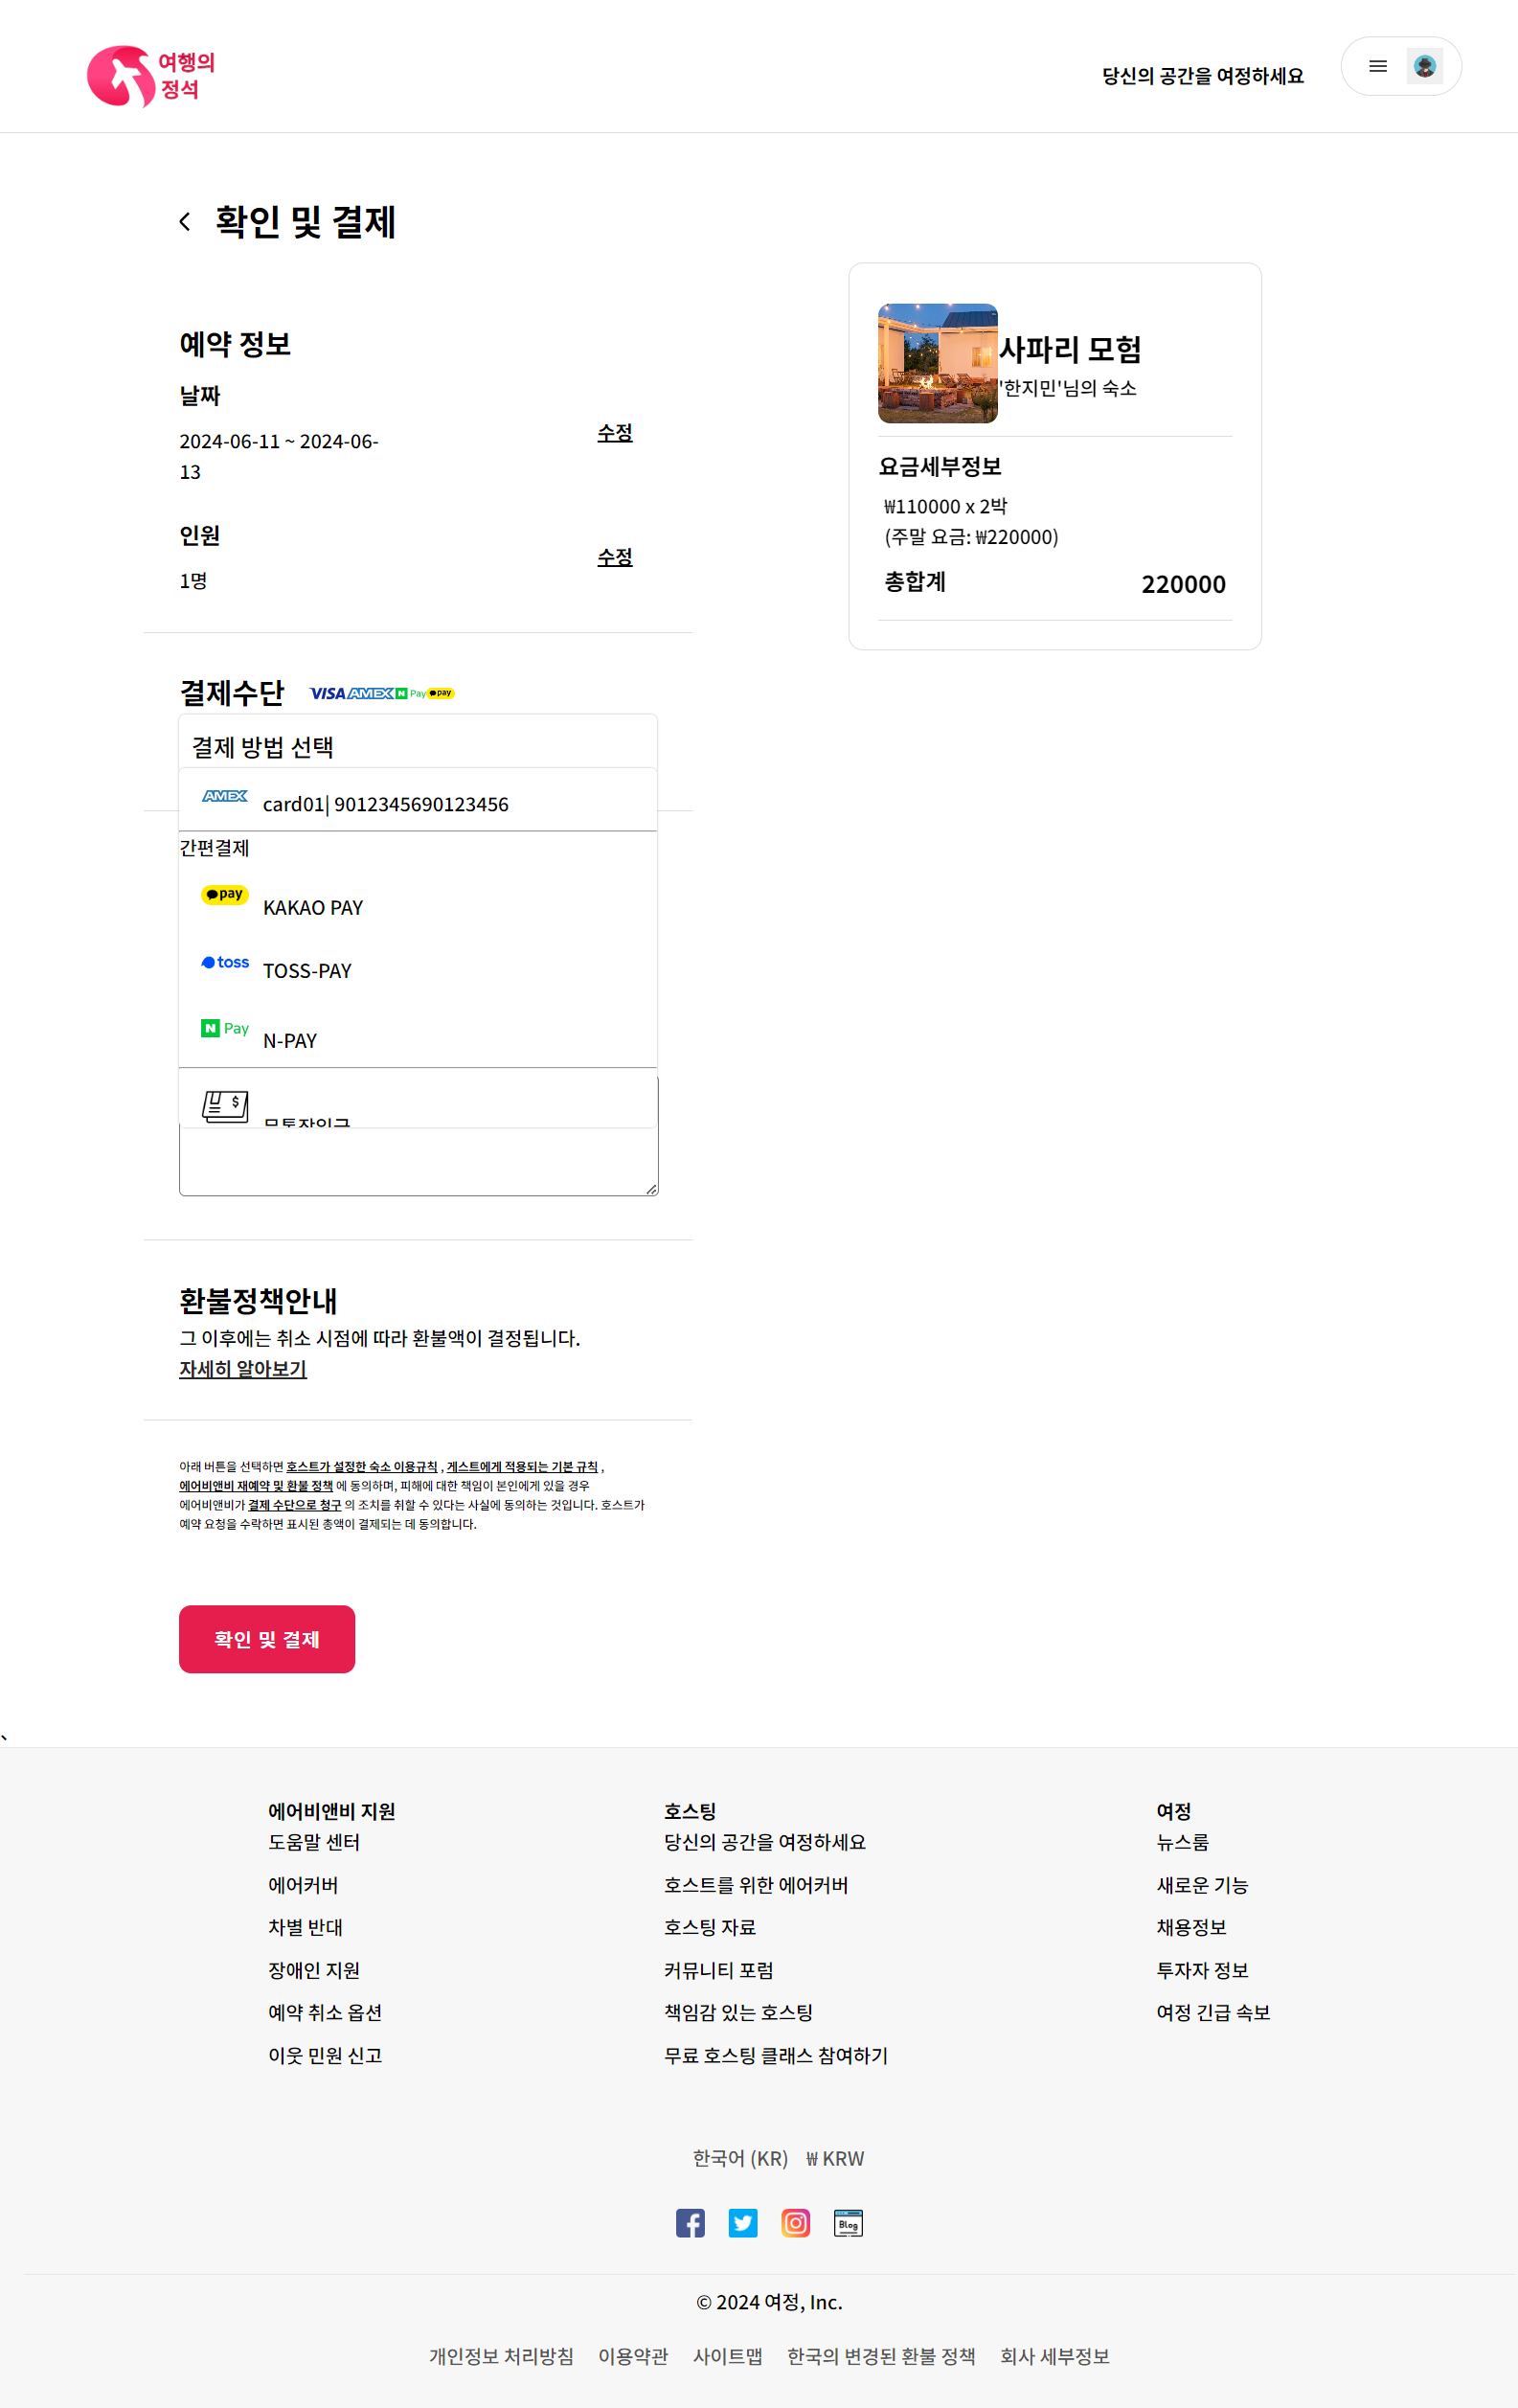 여행의
정석
당신의 공간을 여정하세요
확인 및 결제
예약 정보
날짜
2024-06-11 ~ 2024-06-
13
수정
인원
1명
수정
사파리 모험
'한지민'님의 숙소
요금세부정보
₩110000 x 2박
(주말 요금: ₩220000)
총합계 220000
결제수단 VISA AMEX N Pay pay
결제 방법 선택
AMEX card01| 9012345690123456
간편결제
pay KAKAO PAY
toss TOSS-PAY
N Pay N-PAY
무통장입금
환불정책안내
그 이후에는 취소 시점에 따라 환불액이 결정됩니다.
자세히 알아보기
아래 버튼을 선택하면 호스트가 설정한 숙소 이용규칙 , 게스트에게 적용되는 기본 규칙 ,
에어비앤비 재예약 및 환불 정책 에 동의하며, 피해에 대한 책임이 본인에게 있을 경우
에어비앤비가 결제 수단으로 청구 의 조치를 취할 수 있다는 사실에 동의하는 것입니다. 호스트가
예약 요청을 수락하면 표시된 총액이 결제되는 데 동의합니다.
확인 및 결제
、
에어비앤비 지원
도움말 센터
에어커버
차별 반대
장애인 지원
예약 취소 옵션
이웃 민원 신고
호스팅
당신의 공간을 여정하세요
호스트를 위한 에어커버
호스팅 자료
커뮤니티 포럼
책임감 있는 호스팅
무료 호스팅 클래스 참여하기
여정
뉴스룸
새로운 기능
채용정보
투자자 정보
여정 긴급 속보
한국어 (KR) ₩ KRW
Blog
© 2024 여정, Inc.
개인정보 처리방침 이용약관 사이트맵 한국의 변경된 환불 정책 회사 세부정보